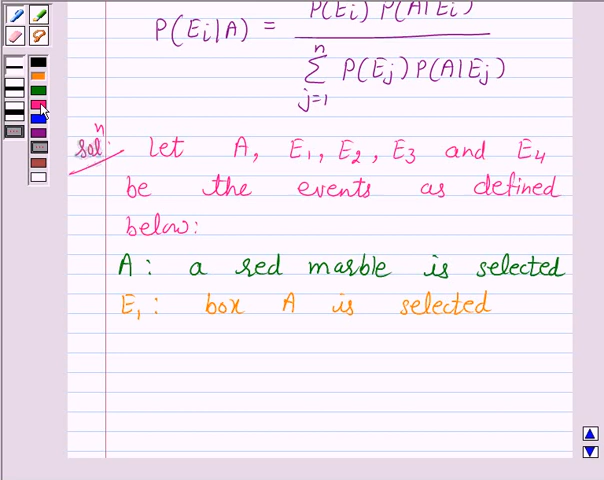 P(Ei|A) = P(Ei) P(A|Ei) / n Σ j=1 P(Ej) P(A|Ej)
solⁿ: Let A, E1, E2, E3 and E4
be the events as defined
below:
A: a red marble is selected
E1: box A is selected